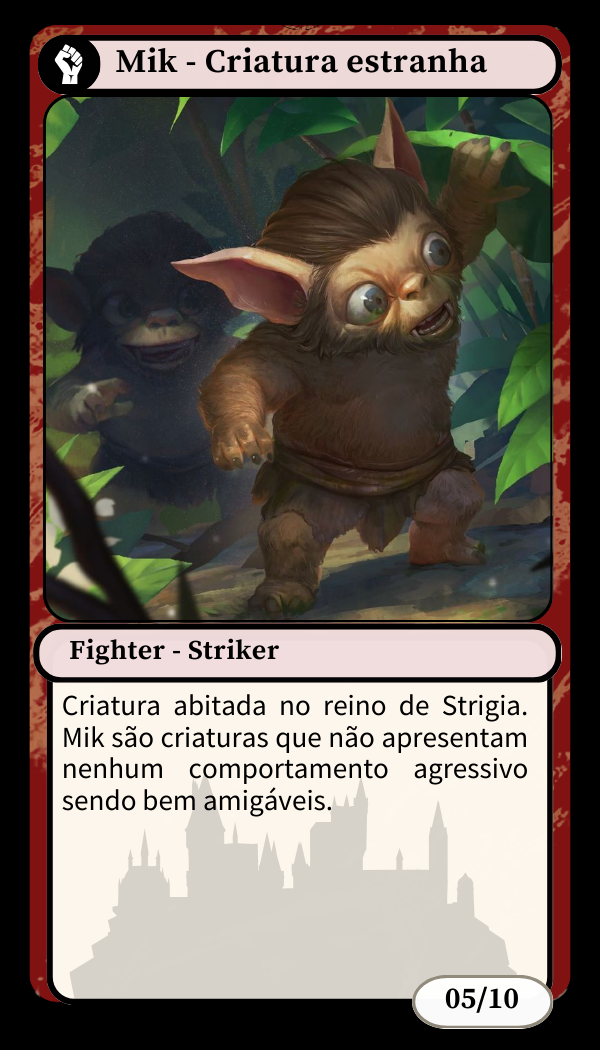 Mik - Criatura estranha
Fighter - Striker
Criatura abitada no reino de Strigia.
Mik são criaturas que não apresentam
nenhum comportamento agressivo
sendo bem amigáveis.
05/10